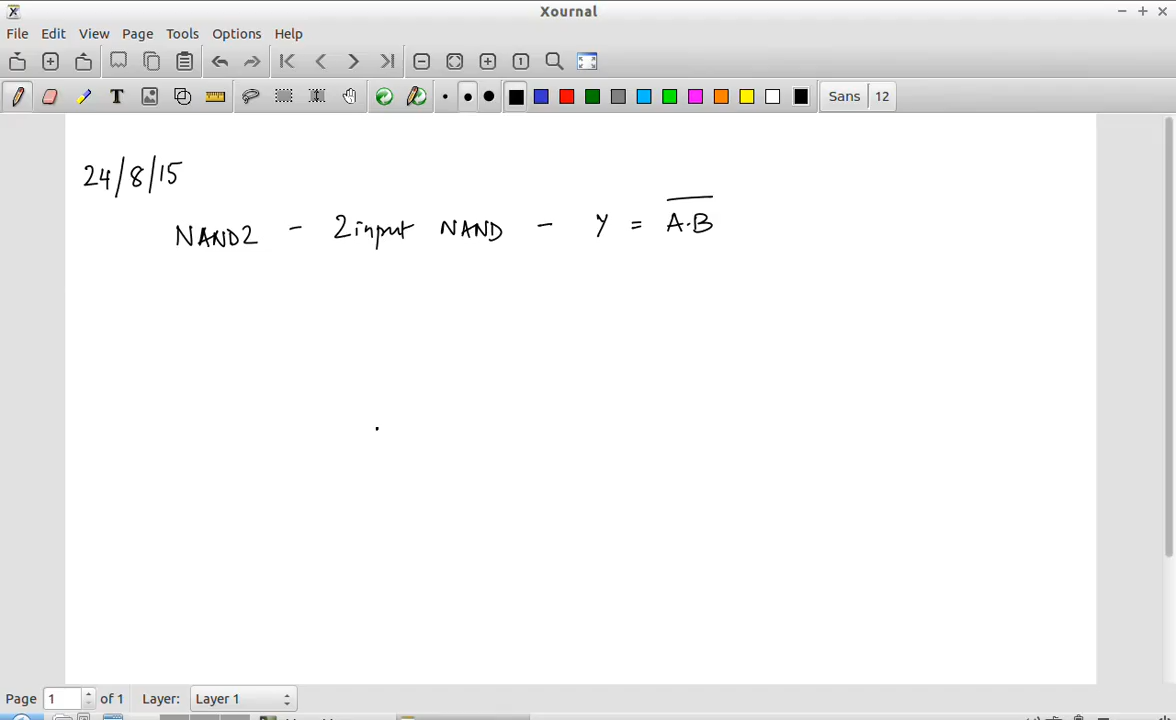 Xournal
File Edit View Page Tools Options Help
Sans 12
24/8/15
NAND2 - 2input NAND - Y = \overline{A.B}
Page 1 of 1 Layer: Layer 1